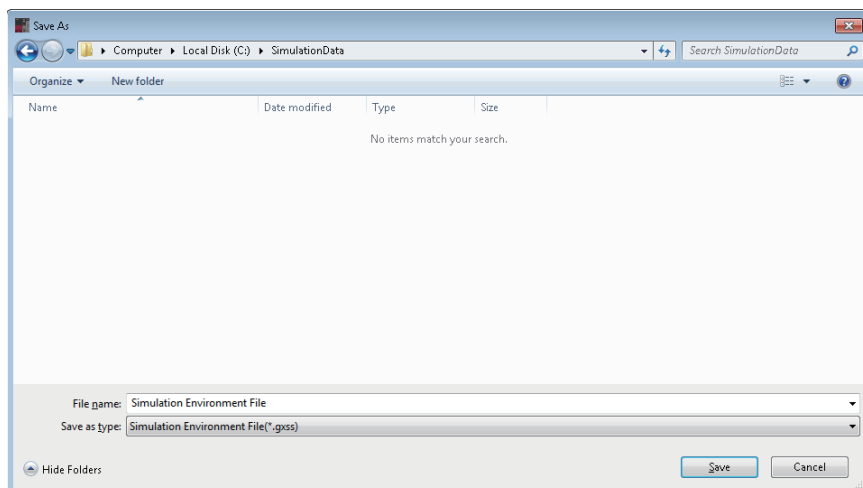 Save As
Computer Local Disk (C:) SimulationData Search SimulationData
Organize New folder
Name Date modified Type Size
No items match your search.
File name: Simulation Environment File
Save as type: Simulation Environment File(*.gxss)
Hide Folders Save Cancel